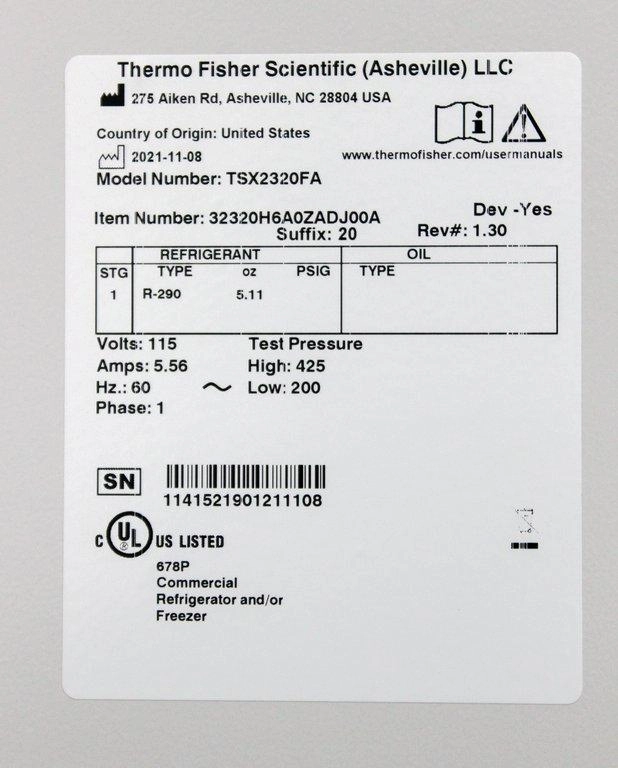 Thermo Fisher Scientific (Asheville) LLC
275 Aiken Rd, Asheville, NC 28804 USA
Country of Origin: United States
2021-11-08
www.thermofisher.com/usermanuals
Model Number: TSX2320FA
Dev -Yes
Item Number: 32320H6A0ZADJ00A
Suffix: 20 Rev#: 1.30
REFRIGERANT OIL
STG TYPE oz PSIG TYPE
1 R-290 5.11
Volts: 115 Test Pressure
Amps: 5.56 High: 425
Hz.: 60 Low: 200
Phase: 1
SN
1141521901211108
C UL ® US LISTED
678P
Commercial
Refrigerator and/or
Freezer